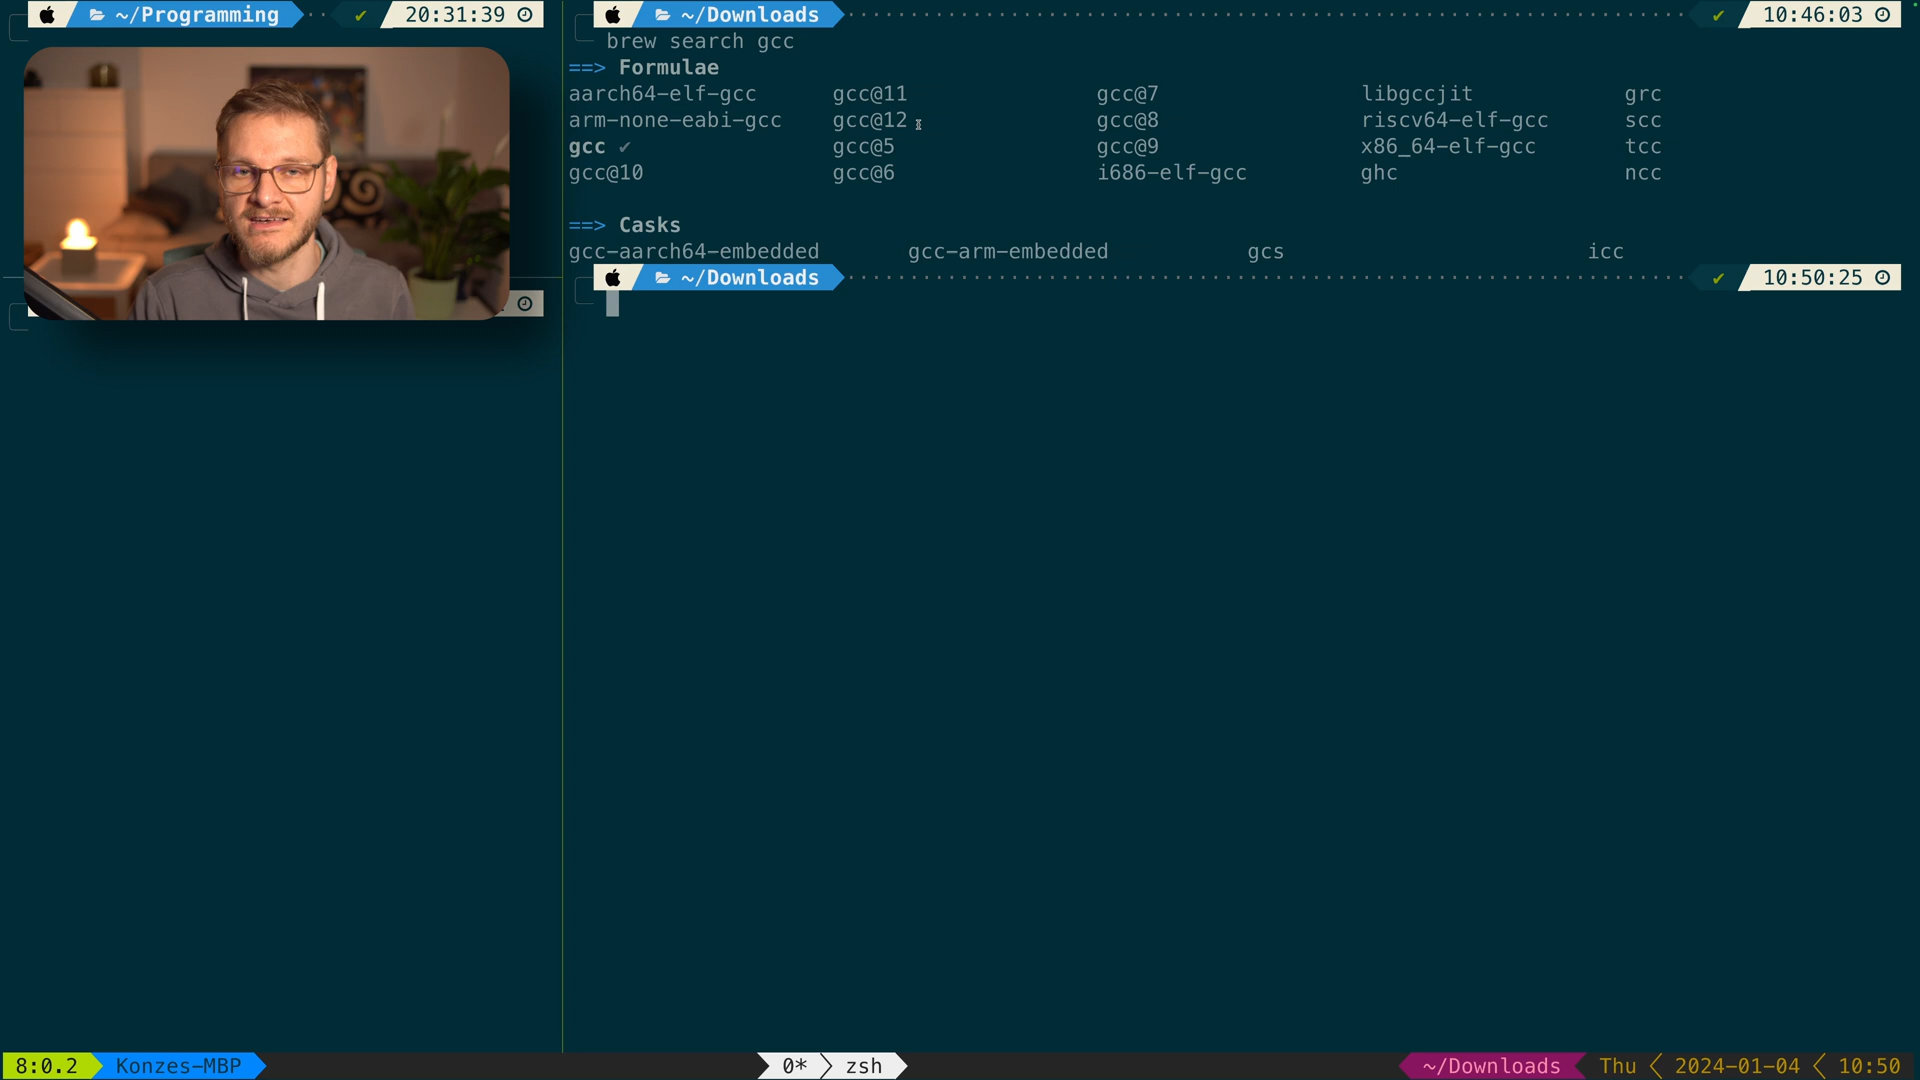 ~/Programming ✔ 20:31:39
~/Downloads ✔ 10:46:03
brew search gcc
==> Formulae
aarch64-elf-gcc gcc@11 gcc@7 libgccjit grc
arm-none-eabi-gcc gcc@12 gcc@8 riscv64-elf-gcc scc
gcc ✔ gcc@5 gcc@9 x86_64-elf-gcc tcc
gcc@10 gcc@6 i686-elf-gcc ghc ncc
==> Casks
gcc-aarch64-embedded gcc-arm-embedded gcs icc
~/Downloads ✔ 10:50:25
8:0.2 Konzes-MBP 0* zsh ~/Downloads Thu 2024-01-04 10:50